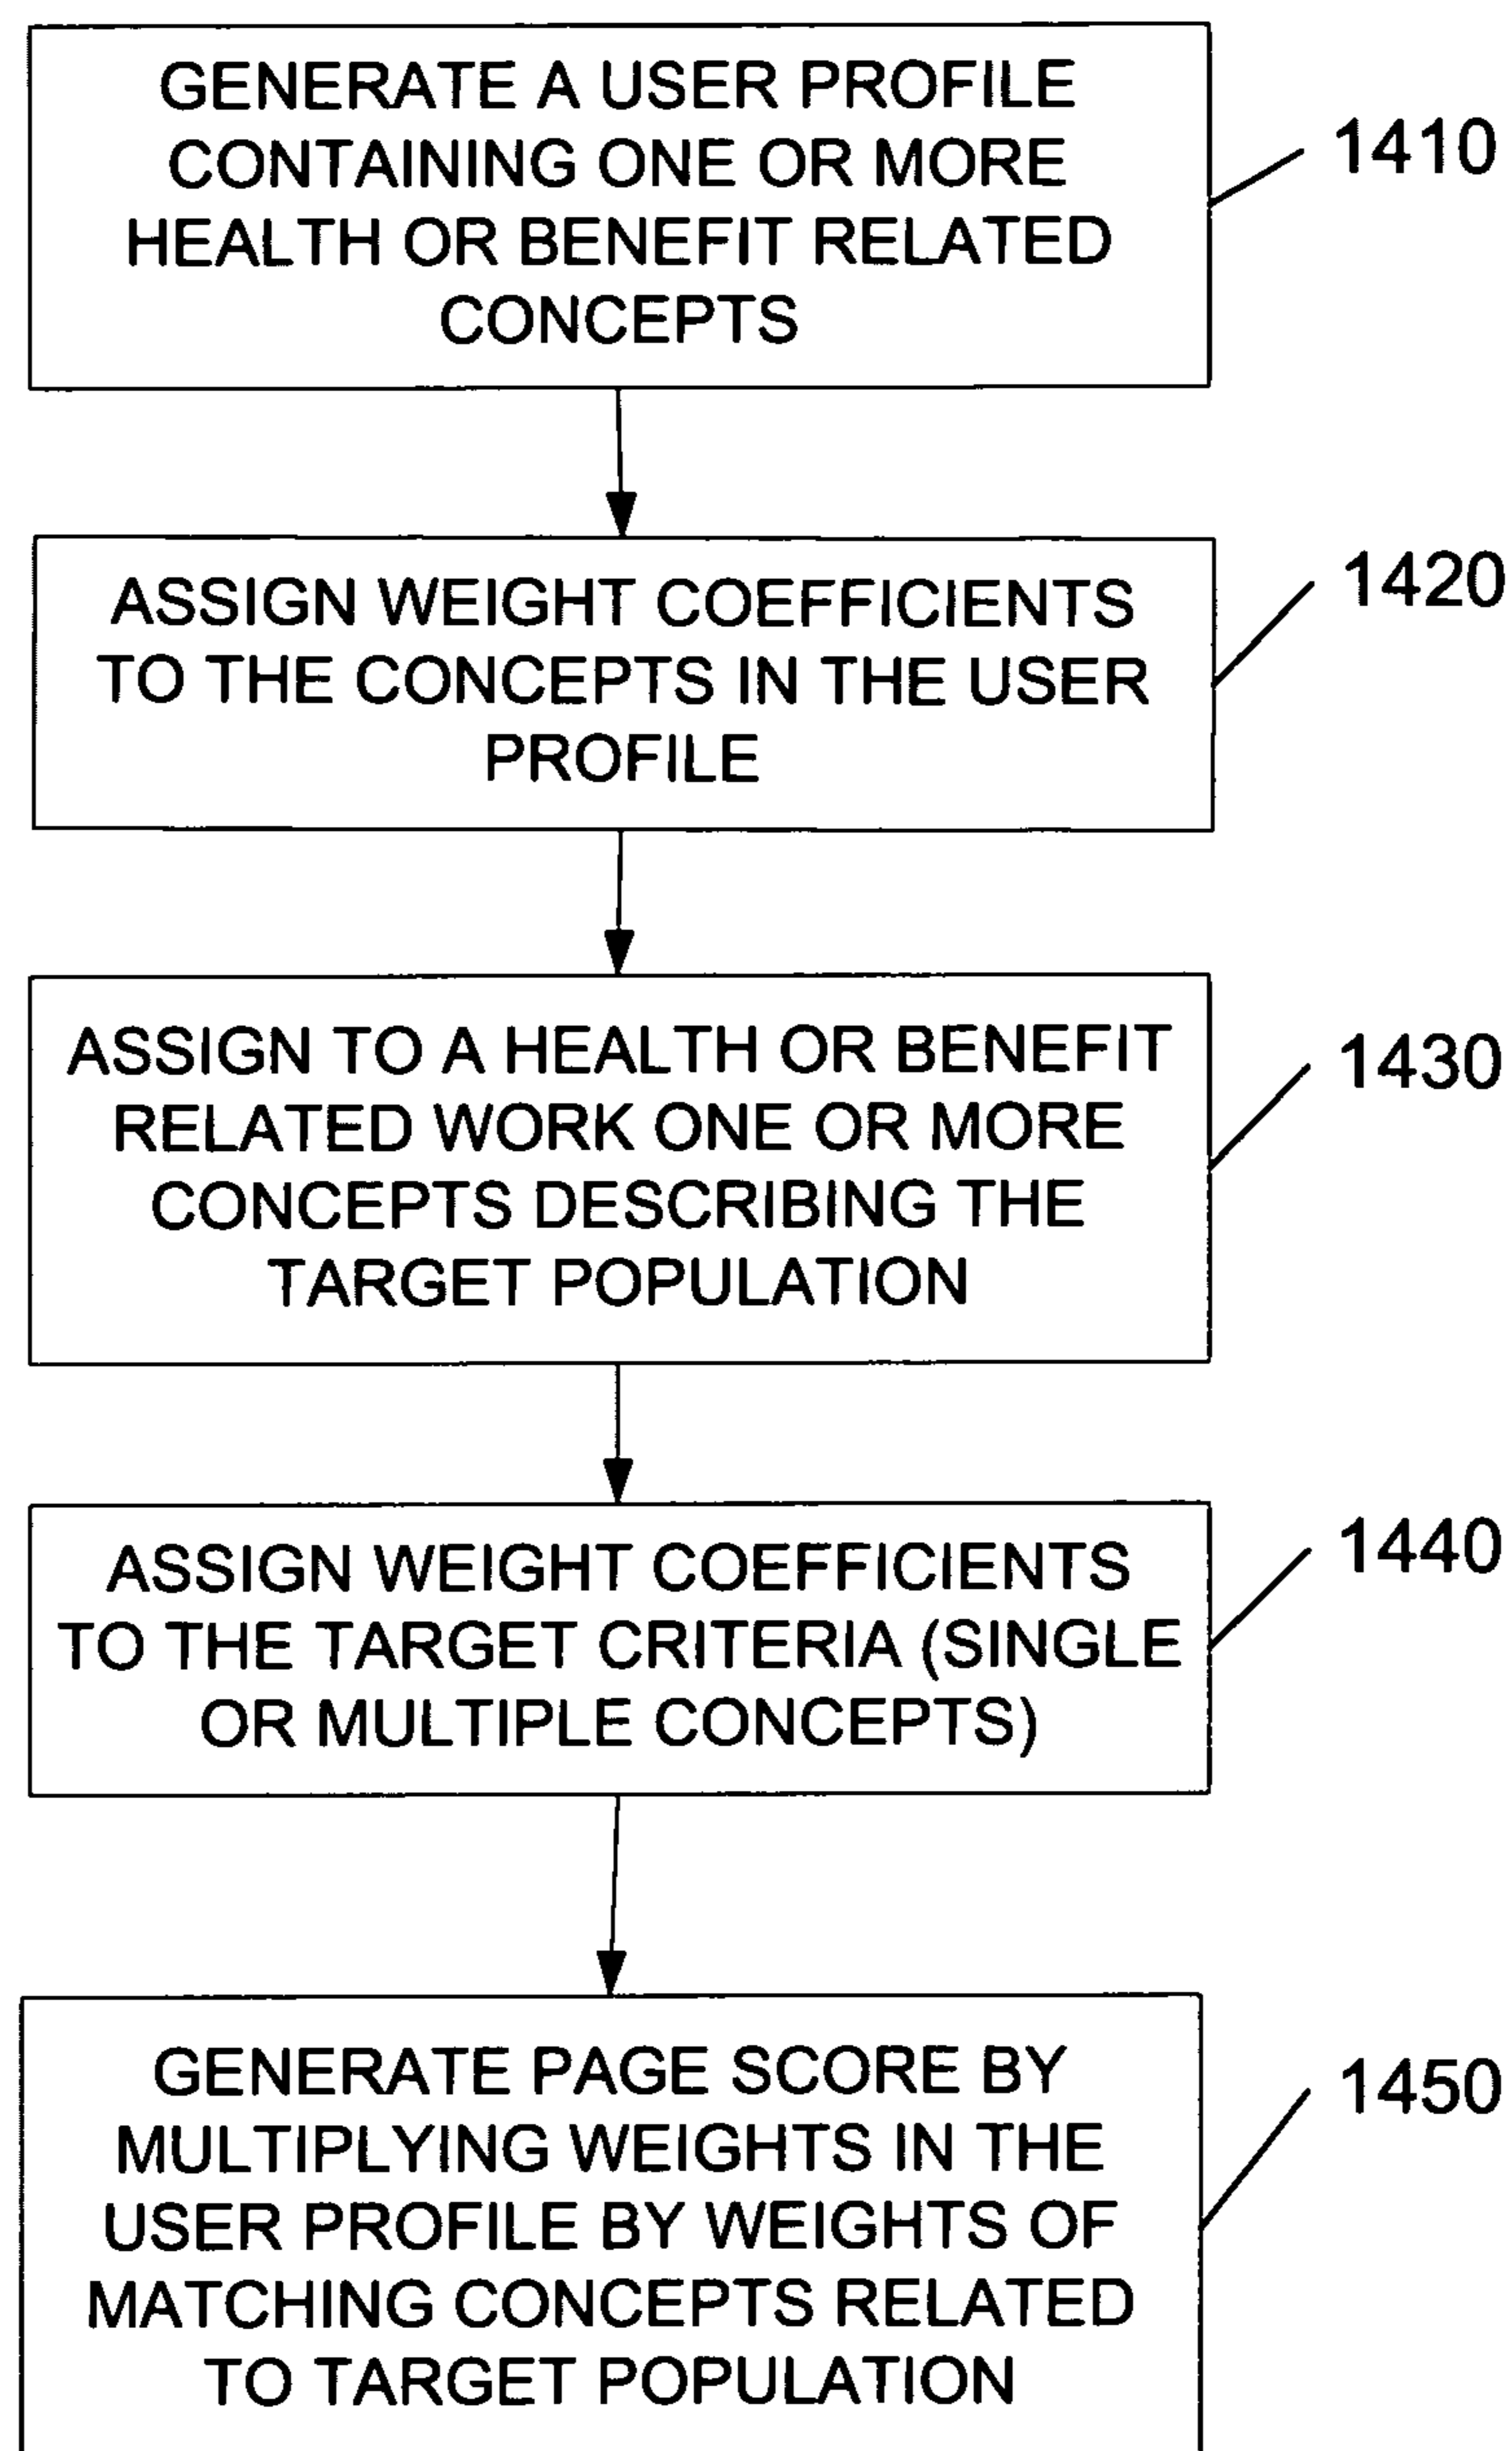 GENERATE A USER PROFILE
CONTAINING ONE OR MORE
HEALTH OR BENEFIT RELATED
CONCEPTS
1410
ASSIGN WEIGHT COEFFICIENTS
TO THE CONCEPTS IN THE USER
PROFILE
1420
ASSIGN TO A HEALTH OR BENEFIT
RELATED WORK ONE OR MORE
CONCEPTS DESCRIBING THE
TARGET POPULATION
1430
ASSIGN WEIGHT COEFFICIENTS
TO THE TARGET CRITERIA (SINGLE
OR MULTIPLE CONCEPTS)
1440
GENERATE PAGE SCORE BY
MULTIPLYING WEIGHTS IN THE
USER PROFILE BY WEIGHTS OF
MATCHING CONCEPTS RELATED
TO TARGET POPULATION
1450